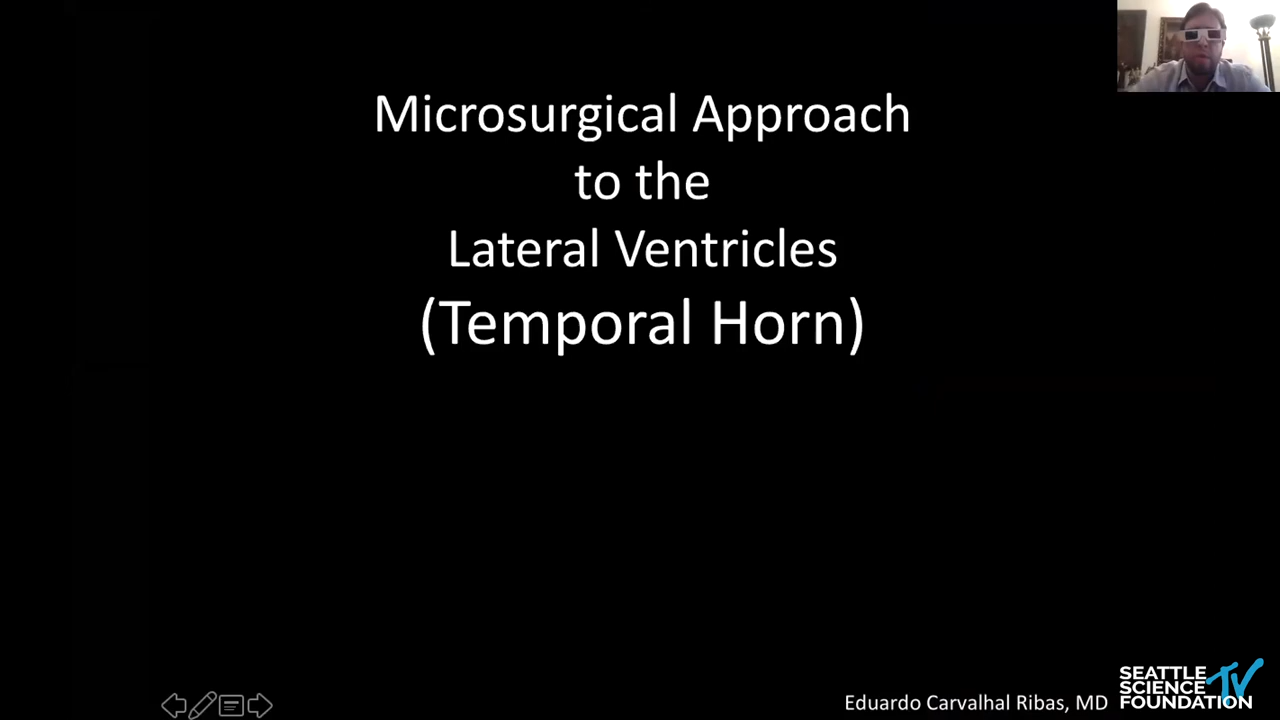 Microsurgical Approach
to the
Lateral Ventricles
(Temporal Horn)
Eduardo Carvalhal Ribas, MD
SEATTLE
SCIENCE
FOUNDATION
TV